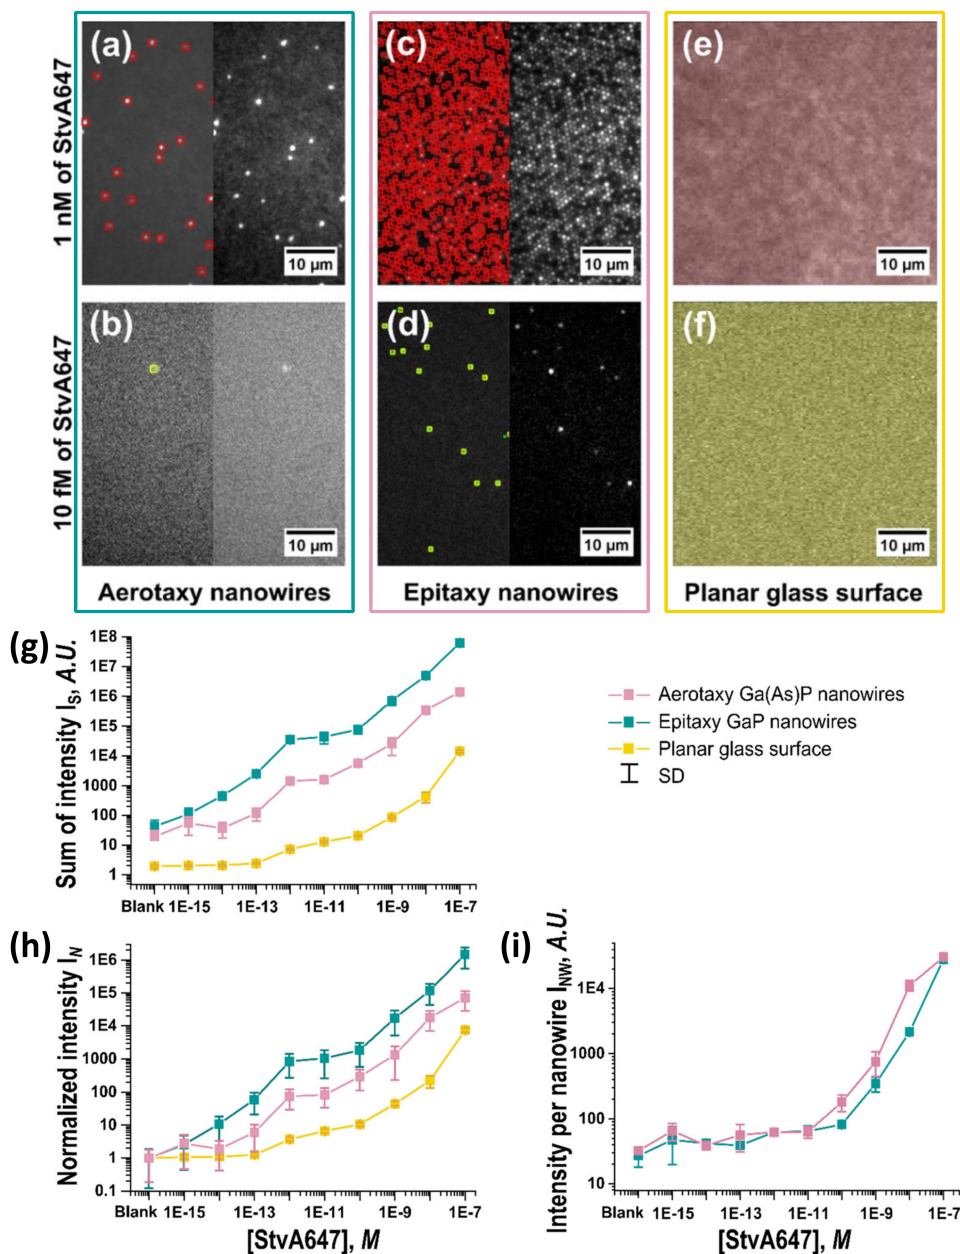 1 nM of StvA647
(a)
10 µm
(c)
10 µm
(e)
10 µm
10 fM of StvA647
(b)
10 µm
(d)
10 µm
(f)
10 µm
Aerotaxy nanowires
Epitaxy nanowires
Planar glass surface
(g)
Sum of intensity I_S, A.U.
1E8
1E7
1E6
1E5
1E4
1000
100
10
1
Blank 1E-15 1E-13 1E-11 1E-9 1E-7
Aerotaxy Ga(As)P nanowires
Epitaxy GaP nanowires
Planar glass surface
SD
(h)
Normalized intensity I_N
1E6
1E5
1E4
1000
100
10
1
0.1
Blank 1E-15 1E-13 1E-11 1E-9 1E-7
[StvA647], M
(i)
Intensity per nanowire I_NW, A.U.
1E4
1000
100
10
Blank 1E-15 1E-13 1E-11 1E-9 1E-7
[StvA647], M